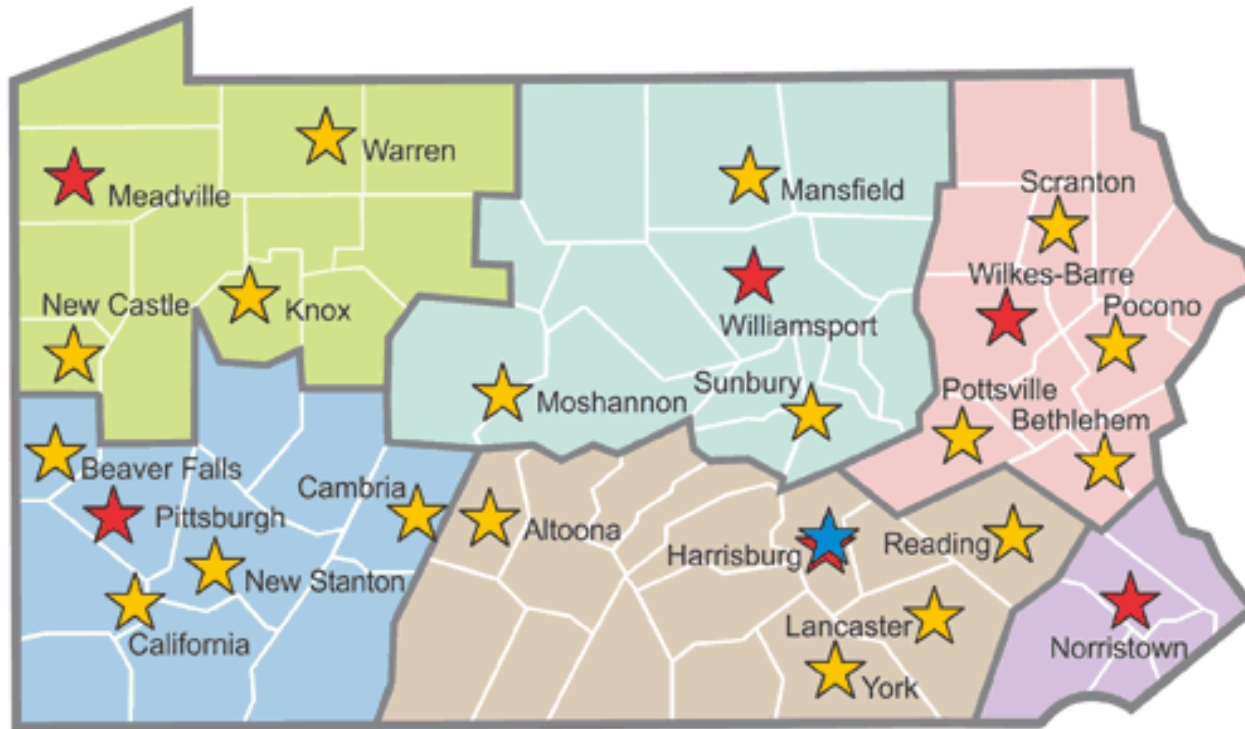 Warren
Meadville
Mansfield
Scranton
New Castle
Knox
Williamsport
Wilkes-Barre
Pocono
Moshannon
Sunbury
Pottsville
Bethlehem
Beaver Falls
Pittsburgh
Cambria
Altoona
Harrisburg
Reading
New Stanton
California
Lancaster
York
Norristown